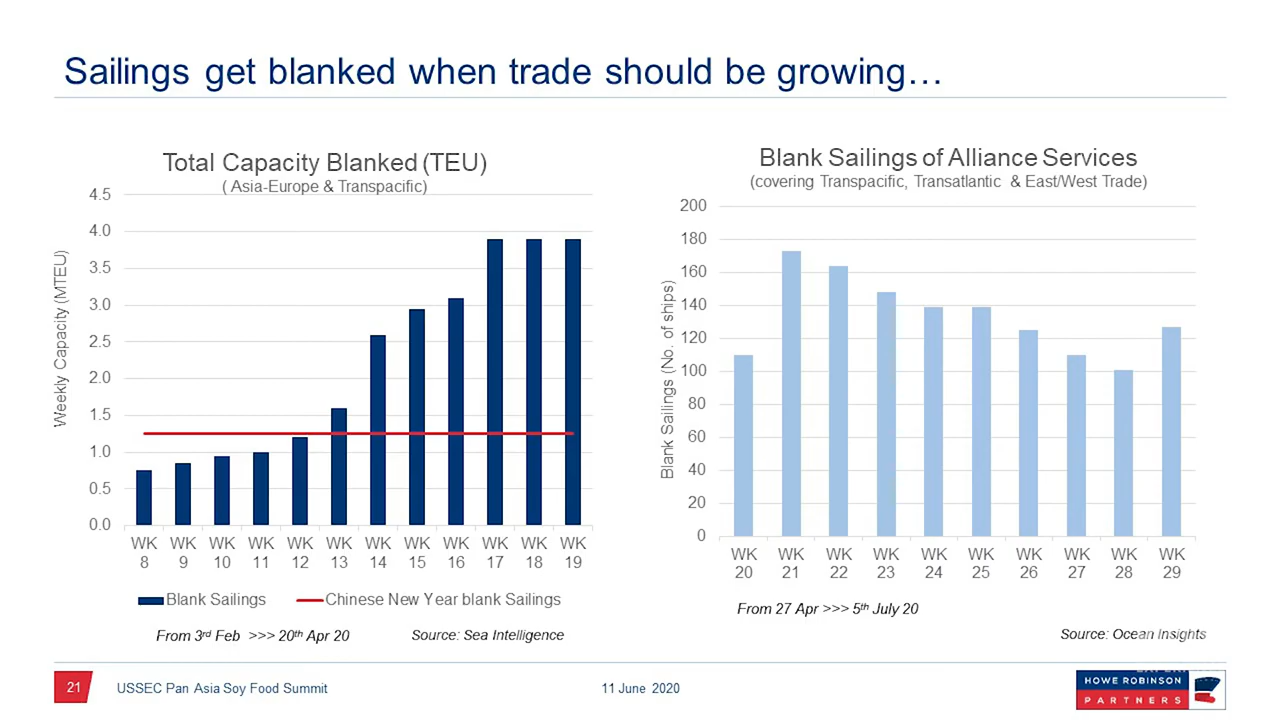 Sailings get blanked when trade should be growing…
Total Capacity Blanked (TEU)
( Asia-Europe & Transpacific)
Weekly Capacity (MTEU)
4.5
4.0
3.5
3.0
2.5
2.0
1.5
1.0
0.5
0.0
WK 8 WK 9 WK 10 WK 11 WK 12 WK 13 WK 14 WK 15 WK 16 WK 17 WK 18 WK 19
Blank Sailings Chinese New Year blank Sailings
From 3rd Feb >>> 20th Apr 20 Source: Sea Intelligence
Blank Sailings of Alliance Services
(covering Transpacific, Transatlantic & East/West Trade)
Blank Sailings (No. of ships)
200
180
160
140
120
100
80
60
40
20
0
WK 20 WK 21 WK 22 WK 23 WK 24 WK 25 WK 26 WK 27 WK 28 WK 29
From 27 Apr >>> 5th July 20
Source: Ocean Insights
21 USSEC Pan Asia Soy Food Summit 11 June 2020
HOWE ROBINSON
PARTNERS